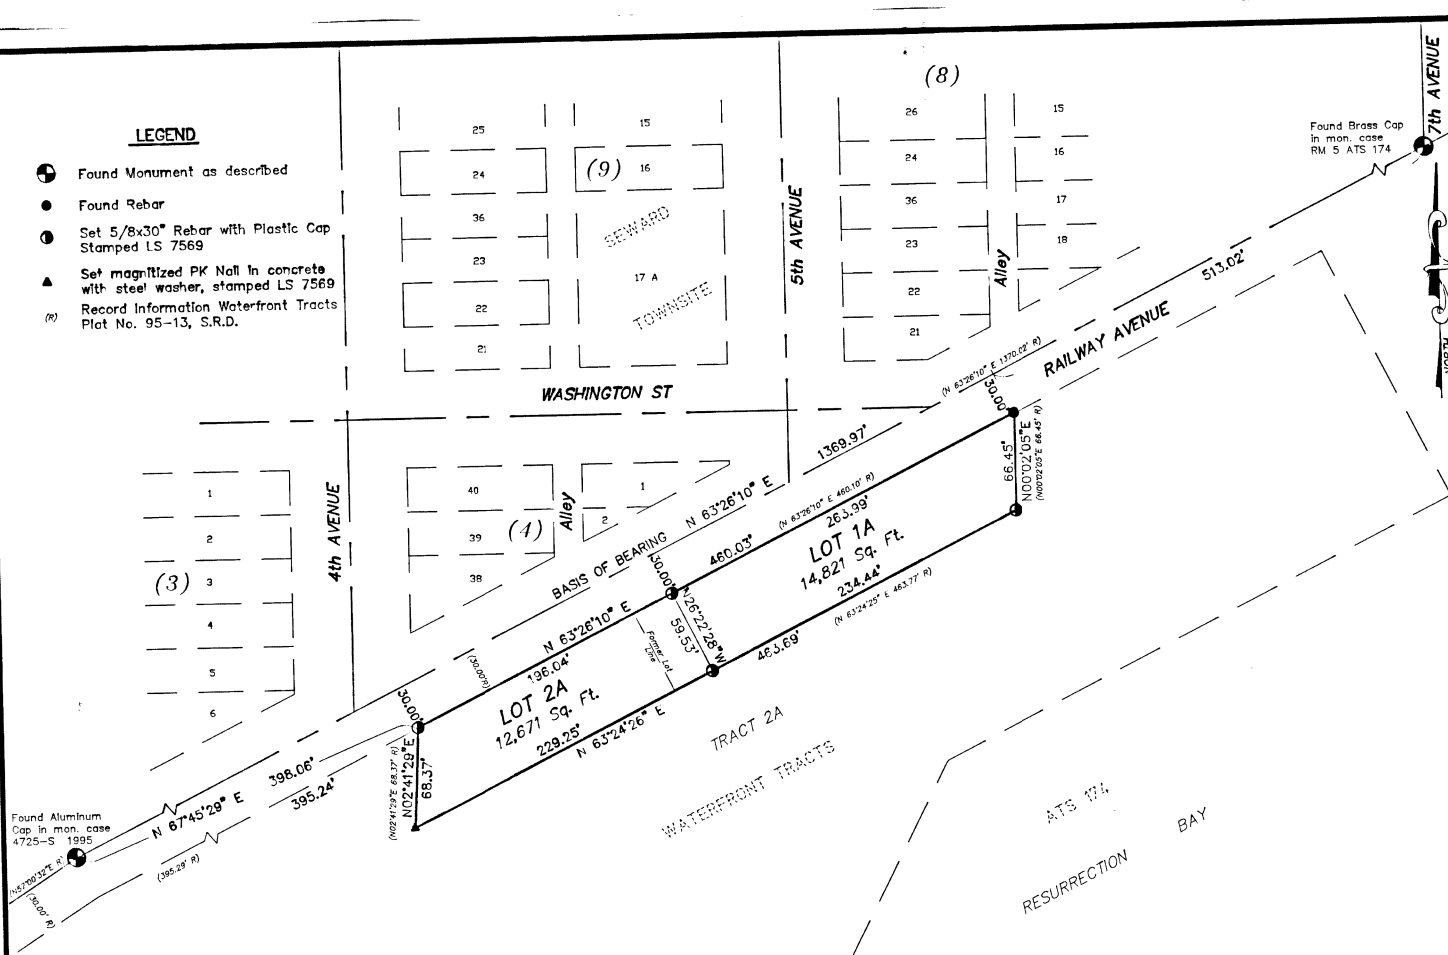 LEGEND
Found Monument as described
Found Rebar
Set 5/8x30" Rebar with Plastic Cap
Stamped LS 7569
Set magnitized PK Nail in concrete
with steel washer, stamped LS 7569
(R) Record Information Waterfront Tracts
Plat No. 95-13, S.R.D.
(8)
7th AVENUE
Found Brass Cap
in mon. case
RM 5 ATS 174
NORTH
25
24
36
23
22
21
15
(9) 16
SEWARD
17 A
TOWNSITE
5th AVENUE
26
24
36
23
22
21
15
16
17
18
Alley
513.02'
RAILWAY AVENUE
(N 63°26'10" E 1370.02' R)
30.00'
WASHINGTON ST
4th AVENUE
1
2
(3) 3
4
5
6
40
39
38
(4)
Alley
1
2
1369.97'
N 63°26'10" E
BASIS OF BEARING
(N 63°26'10" E 460.10' R)
460.03'
263.99'
LOT 1A
14,821 Sq. Ft.
234.44'
(N 63°24'25" E 463.77' R)
463.69'
66.45'
N00°02'05"E
(N00°02'05"E 66.45' R)
30.00'
N26°22'28"W
59.53'
Former Lot
Line
N 63°26'10" E
196.04'
LOT 2A
12,671 Sq. Ft.
229.25'
N 63°24'26" E
(30.00'R)
30.00'
N02°41'29"E
68.37'
(N02°41'29"E 68.37' R)
398.06'
N 67°45'29" E
395.24'
(395.29' R)
Found Aluminum
Cap in mon. case
4725-S 1995
(N57°00'32"E R)
(30.00' R)
TRACT 2A
WATERFRONT TRACTS
ATS 174
RESURRECTION BAY